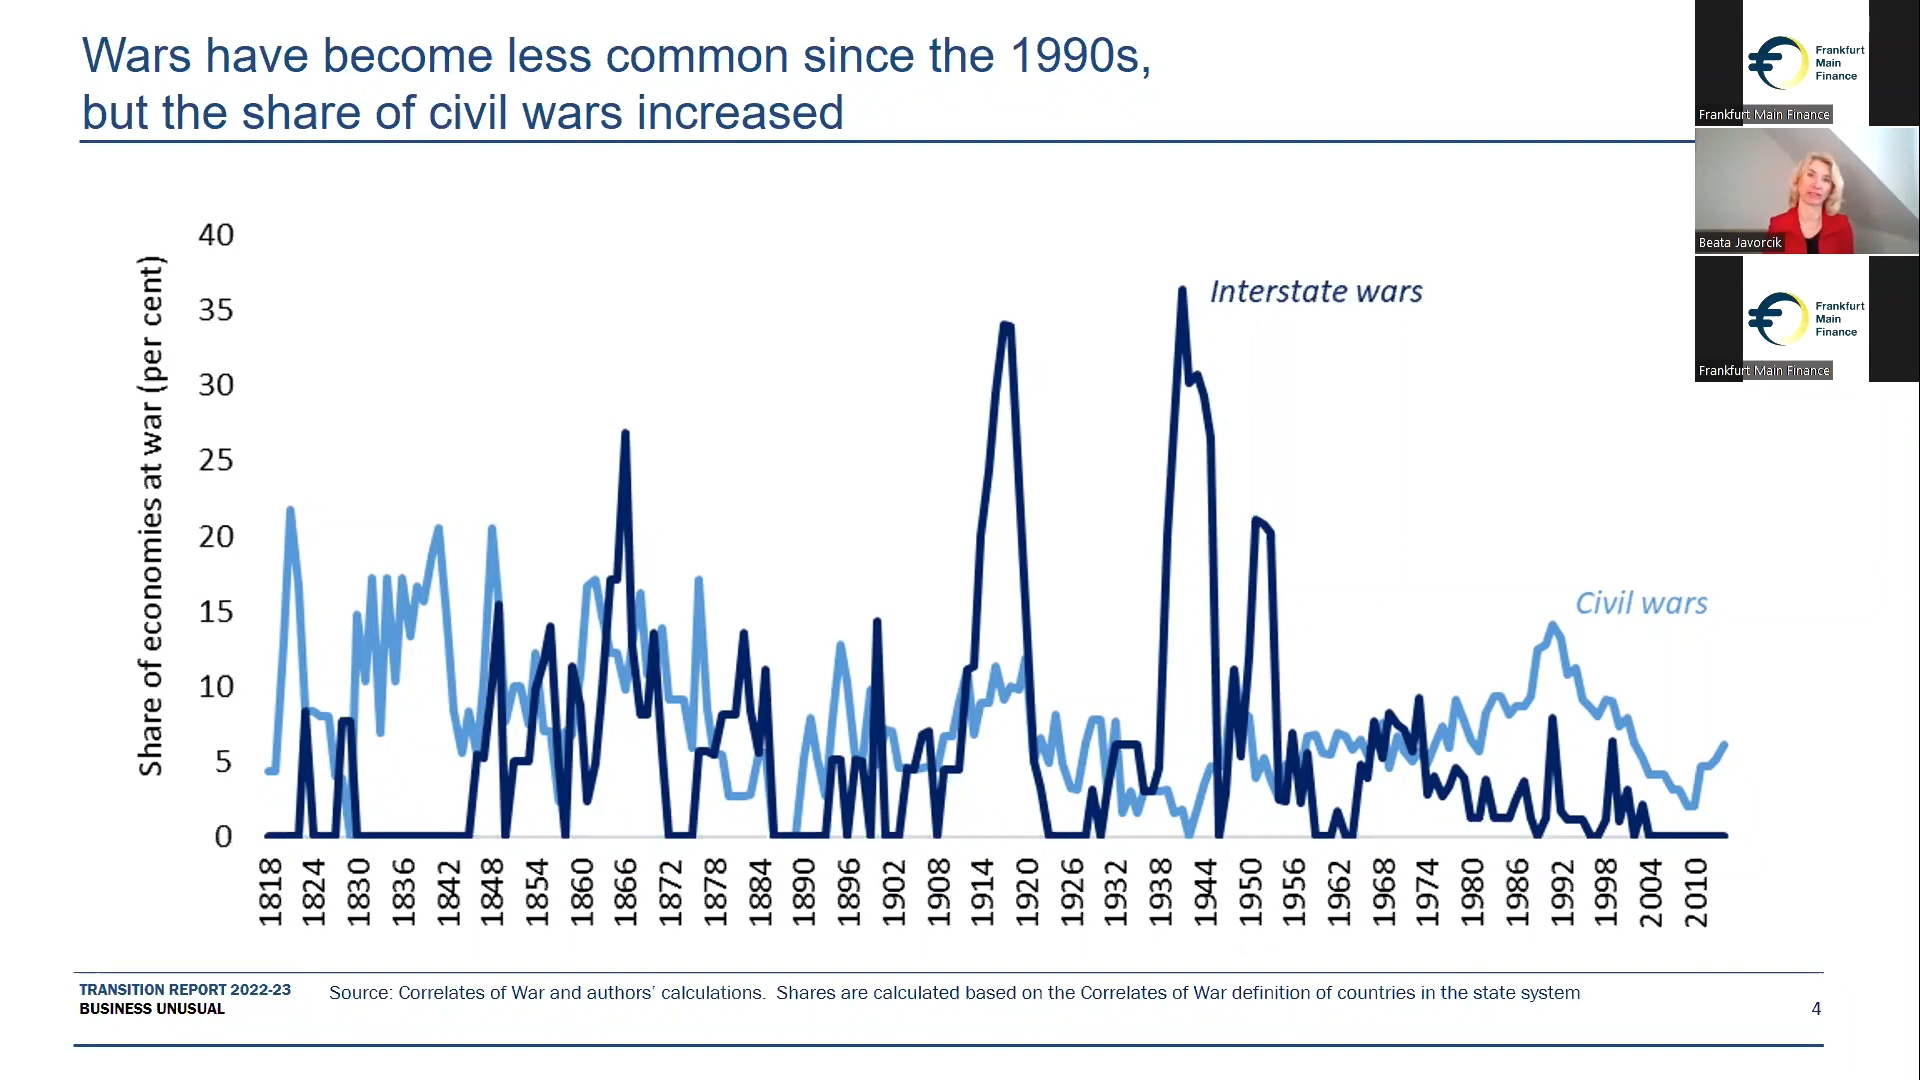 Wars have become less common since the 1990s,
but the share of civil wars increased
Frankfurt
Main
Finance
Frankfurt Main Finance
Beata Javorcik
Frankfurt
Main
Finance
Frankfurt Main Finance
Share of economies at war (per cent)
40
35
30
25
20
15
10
5
0
Interstate wars
Civil wars
1818
1824
1830
1836
1842
1848
1854
1860
1866
1872
1878
1884
1890
1896
1902
1908
1914
1920
1926
1932
1938
1944
1950
1956
1962
1968
1974
1980
1986
1992
1998
2004
2010
TRANSITION REPORT 2022-23
BUSINESS UNUSUAL
Source: Correlates of War and authors’ calculations. Shares are calculated based on the Correlates of War definition of countries in the state system
4